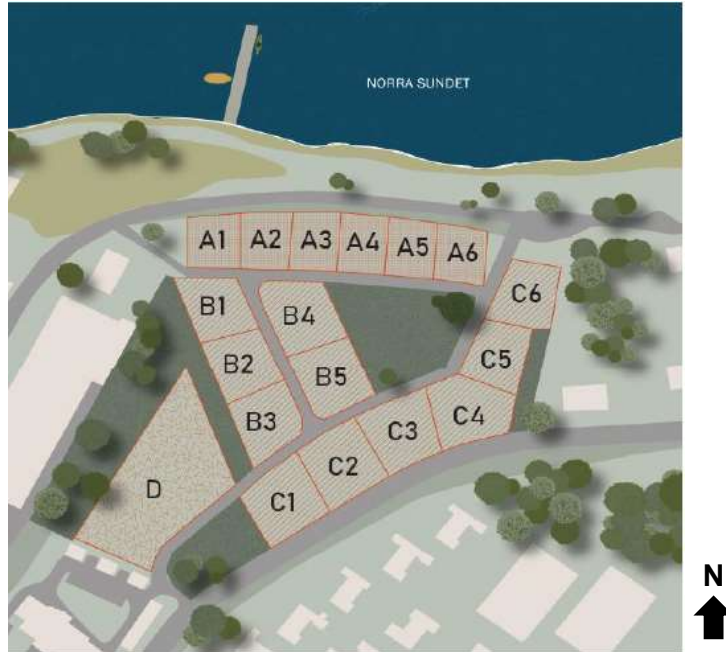 NORRA SUNDET
A1 A2 A3 A4 A5 A6
B1 B4 C6
B2 B5 C5
B3 C3 C4
D C1 C2
N